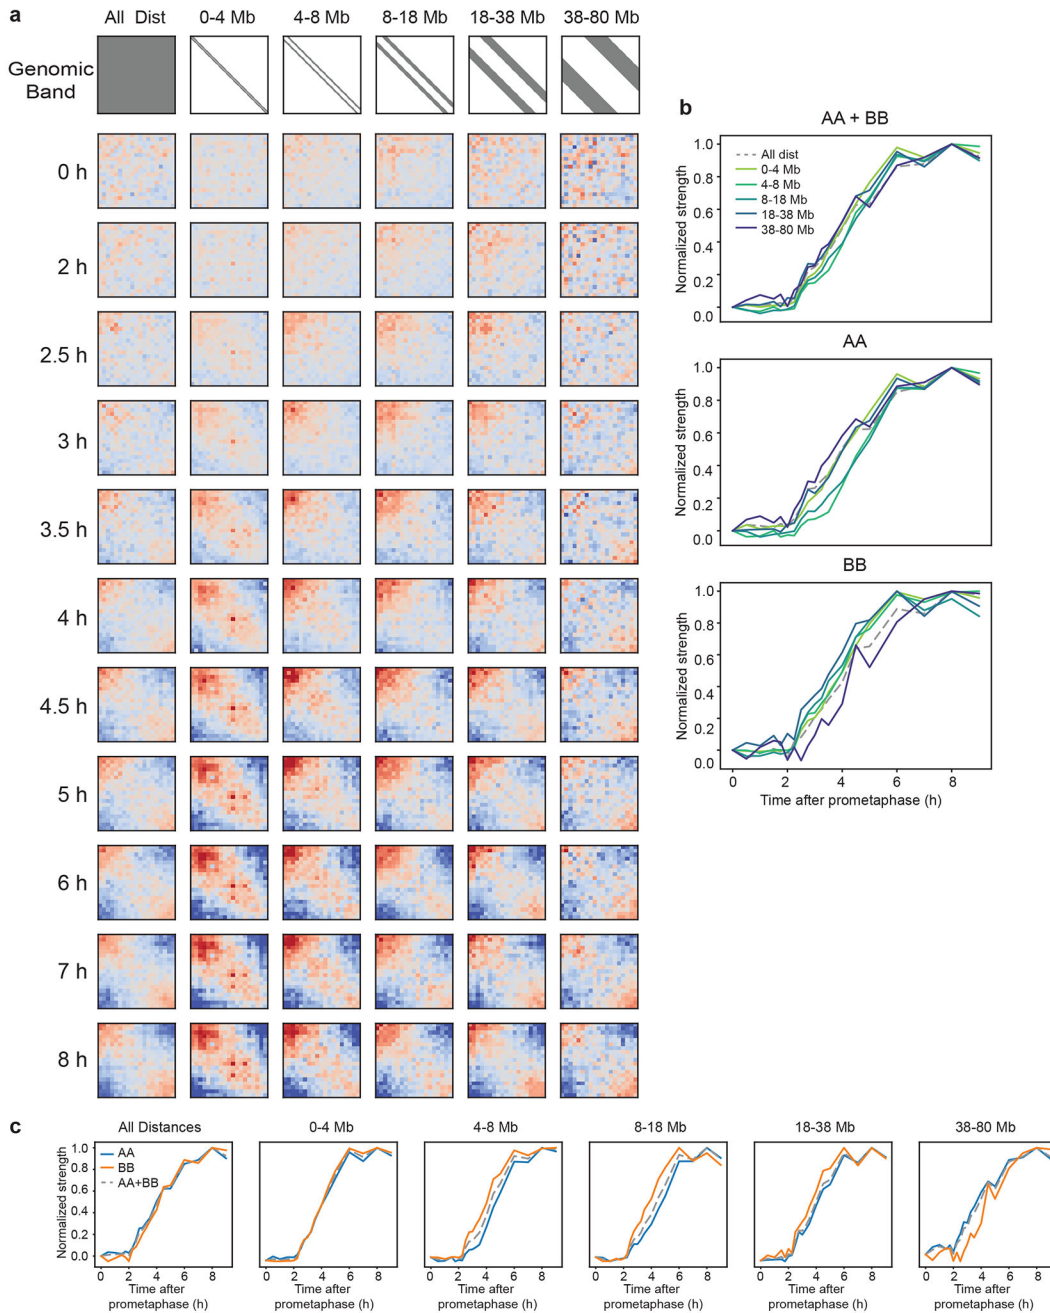 a
All Dist
0-4 Mb
4-8 Mb
8-18 Mb
18-38 Mb
38-80 Mb
Genomic
Band
0 h
2 h
2.5 h
3 h
3.5 h
4 h
4.5 h
5 h
6 h
7 h
8 h
b
AA + BB
Normalized strength
1.0
0.8
0.6
0.4
0.2
0.0
All dist
0-4 Mb
4-8 Mb
8-18 Mb
18-38 Mb
38-80 Mb
AA
Normalized strength
1.0
0.8
0.6
0.4
0.2
0.0
BB
Normalized strength
1.0
0.8
0.6
0.4
0.2
0.0
0 2 4 6 8
Time after prometaphase (h)
c
All Distances
Normalized strength
1.0
0.8
0.6
0.4
0.2
0.0
AA
BB
AA+BB
0 2 4 6 8
Time after
prometaphase (h)
0-4 Mb
0 2 4 6 8
Time after
prometaphase (h)
4-8 Mb
0 2 4 6 8
Time after
prometaphase (h)
8-18 Mb
0 2 4 6 8
Time after
prometaphase (h)
18-38 Mb
0 2 4 6 8
Time after
prometaphase (h)
38-80 Mb
0 2 4 6 8
Time after
prometaphase (h)